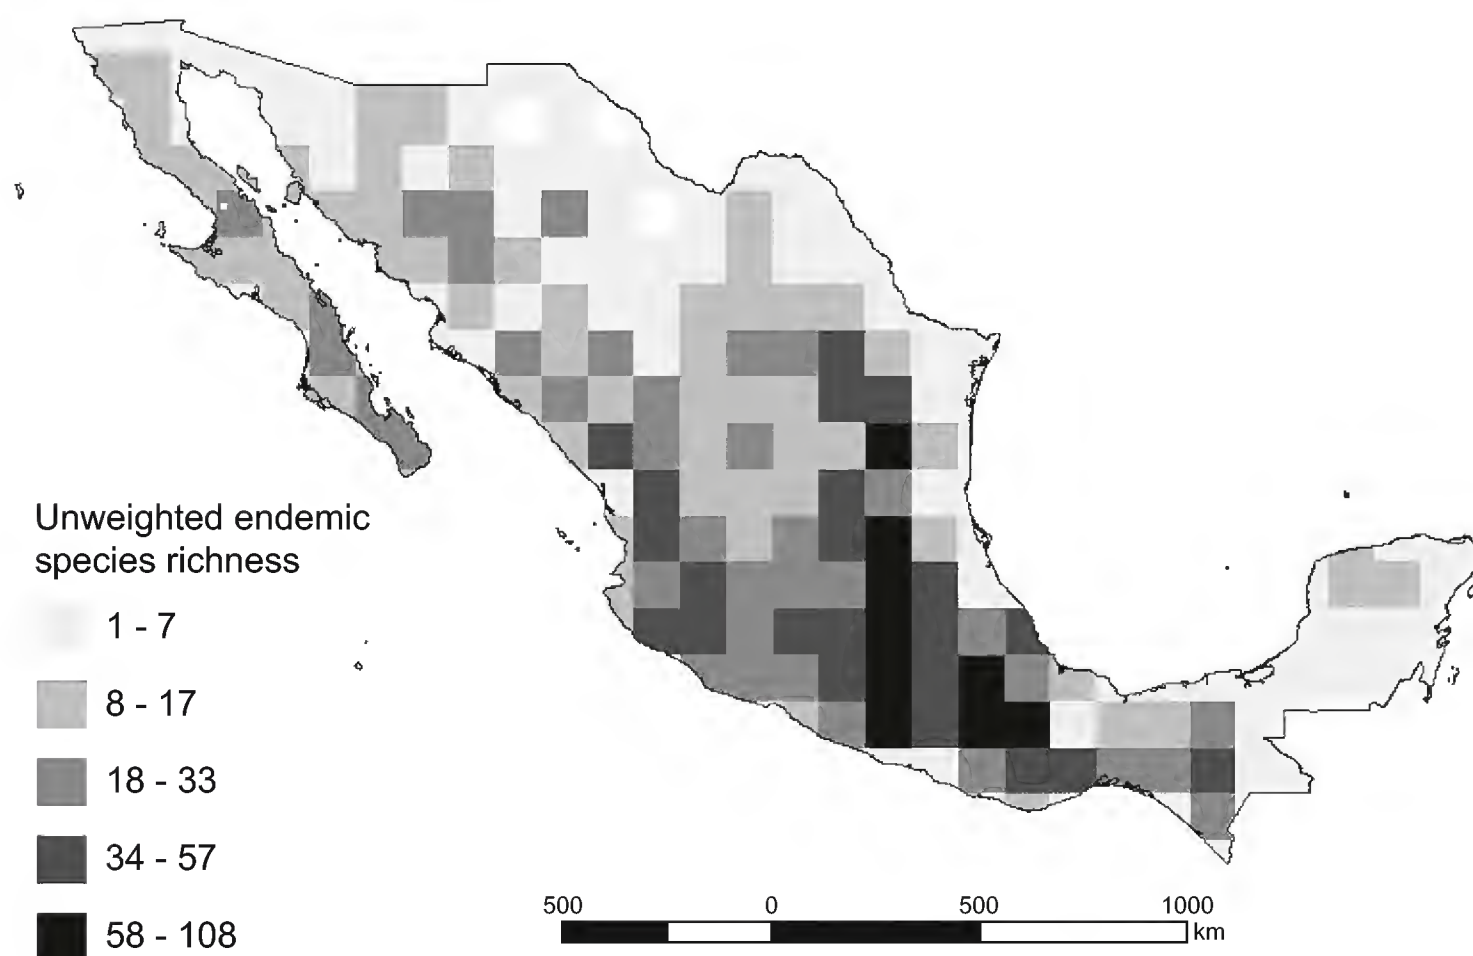 Unweighted endemic
species richness
1 - 7
8 - 17
18 - 33
34 - 57
58 - 108
500 0 500 1000
km